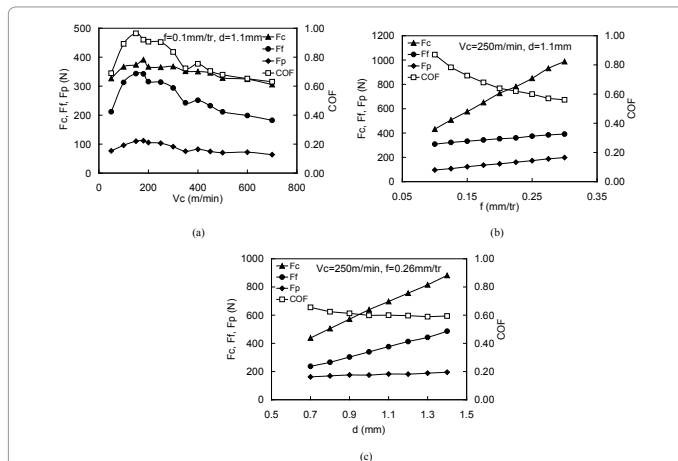 500
400
300
200
100
0
Fc, Ff, Fp (N)
f=0.1mm/tr, d=1.1mm
Fc
Ff
Fp
COF
1.00
0.80
0.60
0.40
0.20
0.00
COF
0 200 400 600 800
Vc (m/min)
(a)
1200
1000
800
600
400
200
0
Fc, Ff, Fp (N)
Vc=250m/min, d=1.1mm
Fc
Ff
Fp
COF
1.00
0.80
0.60
0.40
0.20
0.00
COF
0.05 0.15 0.25 0.35
f (mm/tr)
(b)
1000
800
600
400
200
0
Fc, Ff, Fp (N)
Vc=250m/min, f=0.26mm/tr
Fc
Ff
Fp
COF
1.00
0.80
0.60
0.40
0.20
0.00
COF
0.5 0.7 0.9 1.1 1.3 1.5
d (mm)
(c)